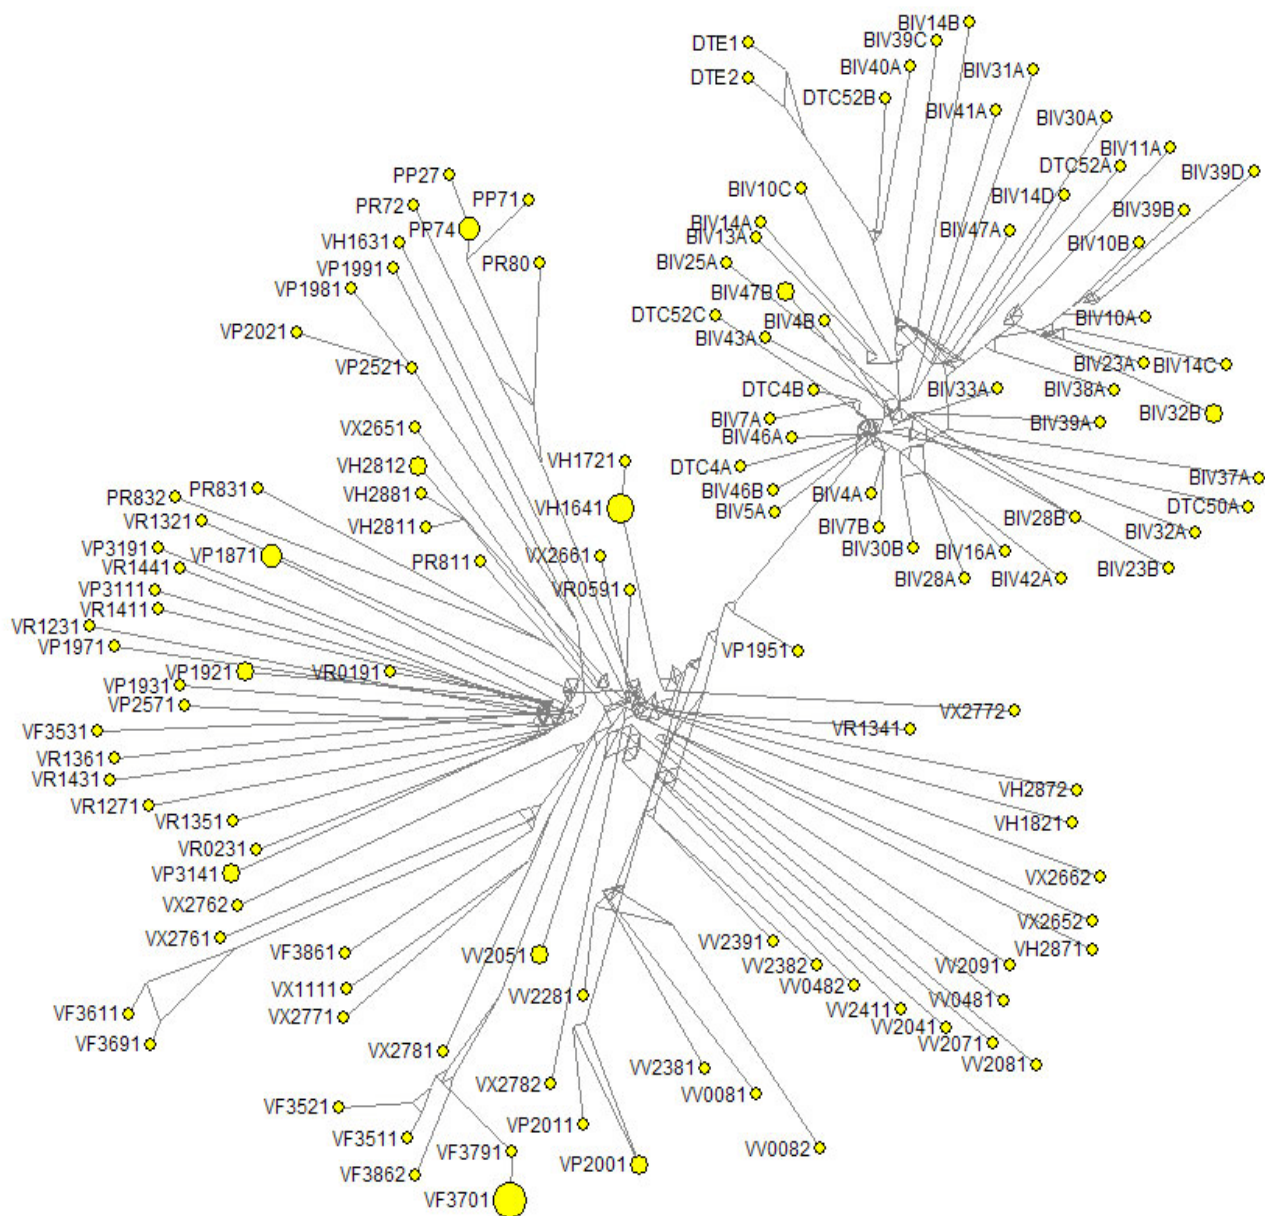 BIV14B
DTE1
BIV39C
BIV40A
BIV31A
DTE2
DTC52B
BIV41A
BIV30A
BIV11A
DTC52A
BIV39D
PP27
BIV10C
BIV14D
PP71
PR72
BIV39B
PP74
BIV14A
BIV47A
BIV13A
VH1631
BIV10B
VP1991
PR80
BIV25A
VP1981
BIV47B
DTC52C
BIV4B
BIV10A
VP2021
BIV43A
VP2521
BIV23A
BIV14C
DTC4B
BIV33A
BIV38A
BIV7A
BIV32B
BIV39A
VX2651
BIV46A
VH1721
VH2812
DTC4A
BIV37A
PR831
VH2881
BIV46B
BIV4A
PR832
VH1641
BIV5A
DTC50A
VR1321
VH2811
BIV7B
BIV28B
BIV32A
VP3191
VP1871
VX2661
BIV30B
BIV16A
VR1441
PR811
BIV28A
BIV42A
BIV23B
VP3111
VR0591
VR1411
VR1231
VP1971
VP1951
VP1921
VR0191
VP1931
VP2571
VX2772
VF3531
VR1341
VR1361
VR1431
VH2872
VR1271
VR1351
VH1821
VR0231
VP3141
VX2662
VX2762
VX2652
VX2761
VV2391
VF3861
VV2051
VH2871
VV2382
VV2091
VX1111
VV2281
VV0482
VV0481
VF3611
VX2771
VV2411
VV2041
VF3691
VX2781
VV2071
VV2381
VV2081
VX2782
VV0081
VF3521
VP2011
VF3511
VF3791
VV0082
VF3862
VP2001
VF3701